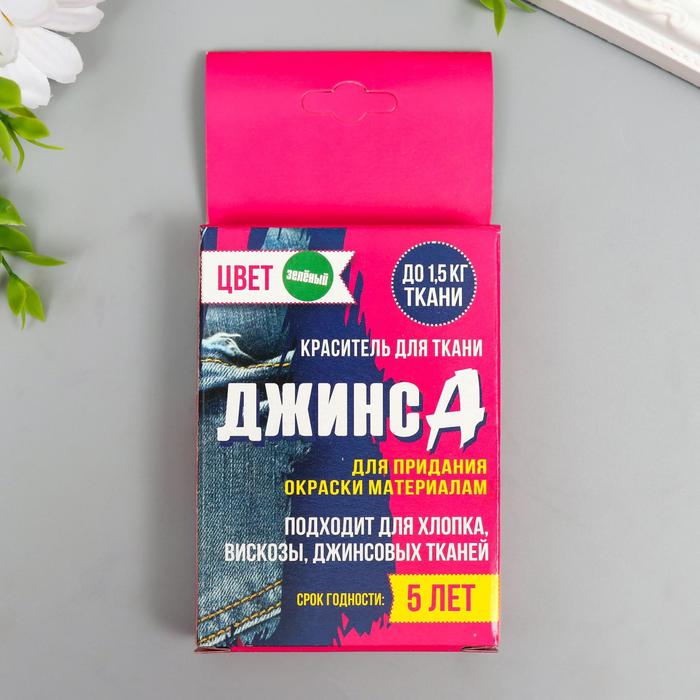 ЦВЕТ зелёный
ДО 1,5 КГ
ТКАНИ
КРАСИТЕЛЬ ДЛЯ ТКАНИ
ДЖИНСА
ДЛЯ ПРИДАНИЯ
ОКРАСКИ МАТЕРИАЛАМ
ПОДХОДИТ ДЛЯ ХЛОПКА,
ВИСКОЗЫ, ДЖИНСОВЫХ ТКАНЕЙ
СРОК ГОДНОСТИ: 5 ЛЕТ